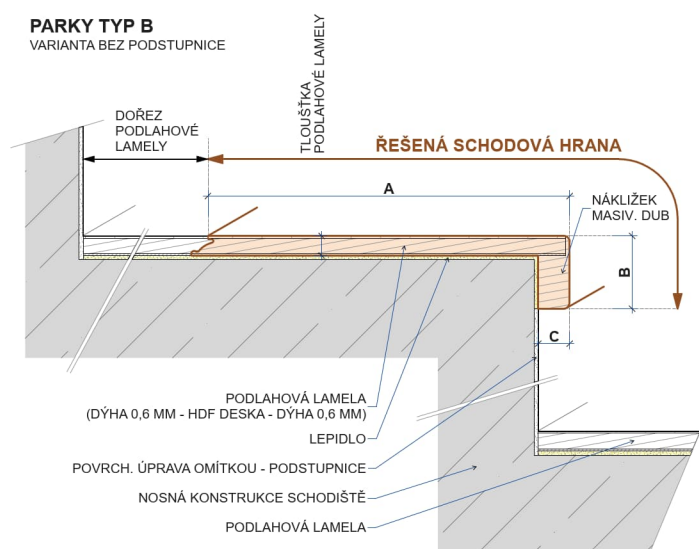 PARKY TYP B
VARIANTA BEZ PODSTUPNICE
TLOUŠŤKA
PODLAHOVÉ LAMELY
DOŘEZ
PODLAHOVÉ
LAMELY
ŘEŠENÁ SCHODOVÁ HRANA
A
NÁKLIŽEK
MASIV. DUB
B
C
PODLAHOVÁ LAMELA
(DÝHA 0,6 MM - HDF DESKA - DÝHA 0,6 MM)
LEPIDLO
POVRCH. ÚPRAVA OMÍTKOU - PODSTUPNICE
NOSNÁ KONSTRUKCE SCHODIŠTĚ
PODLAHOVÁ LAMELA